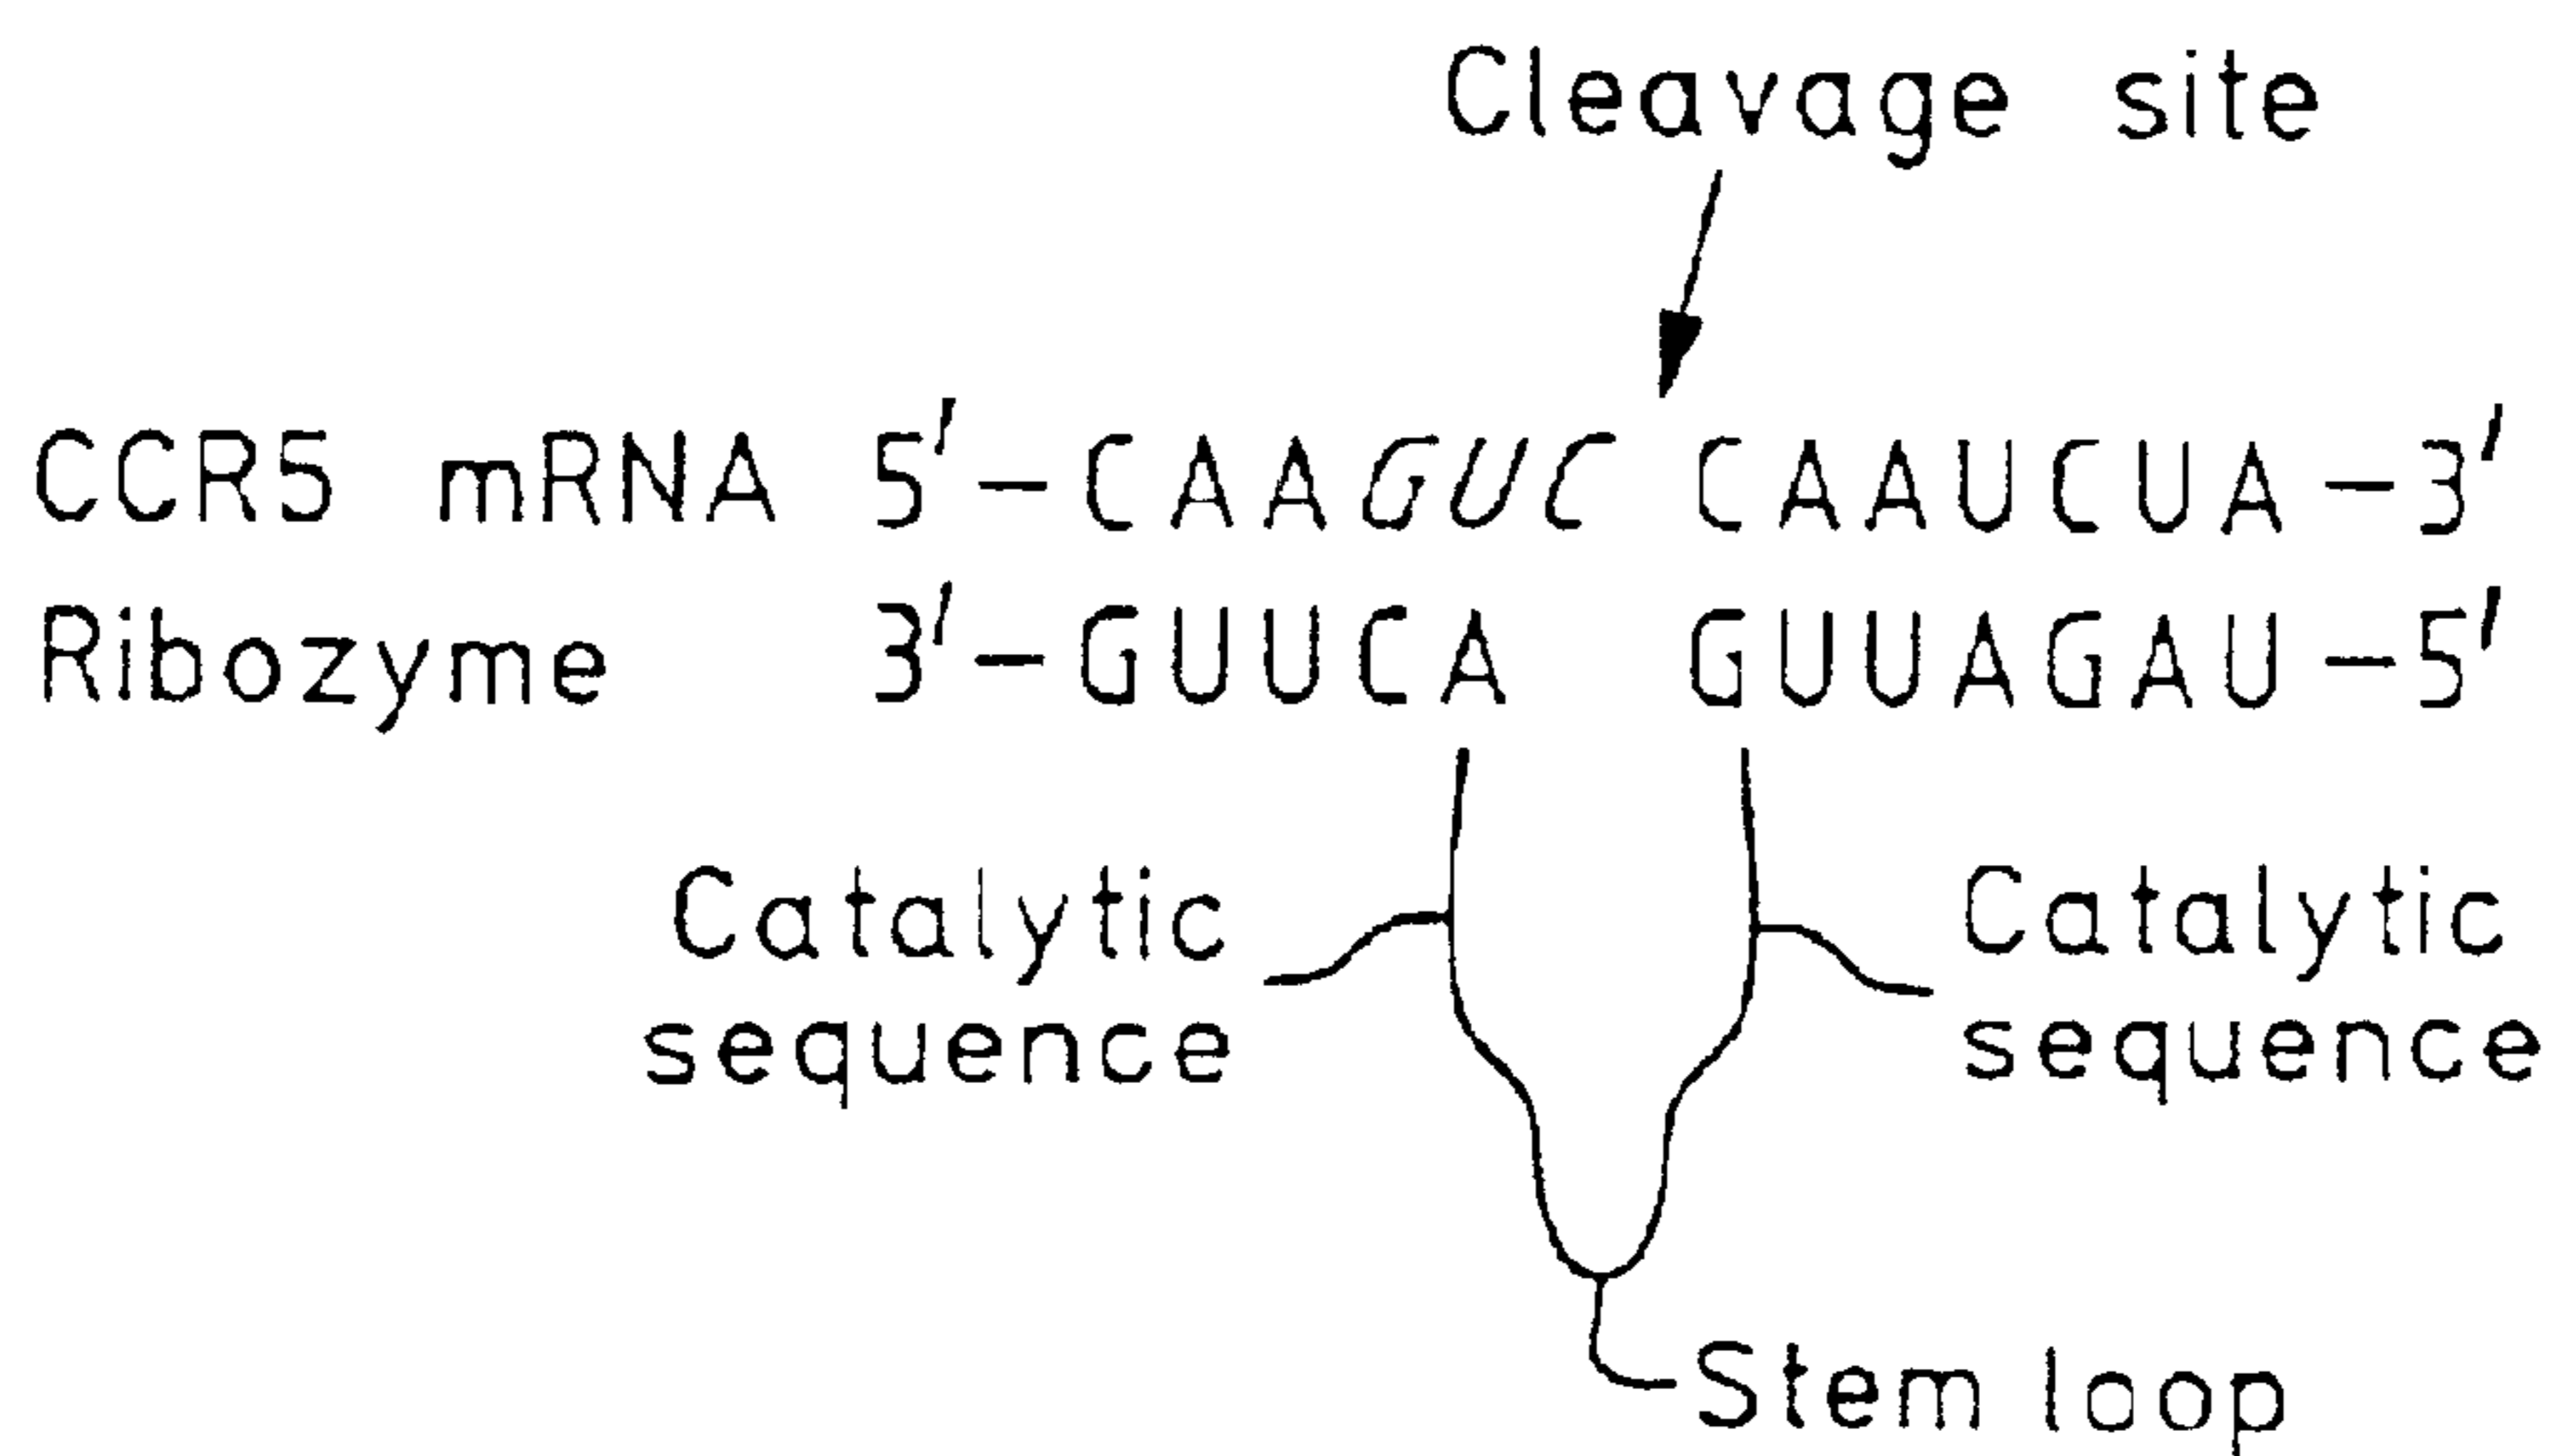 Cleavage site
CCR5 mRNA 5'-CAAGUC CAAUCUA-3'
Ribozyme 3'-GUUCA GUUAGAU-5'
Catalytic
sequence
Catalytic
sequence
Stem loop